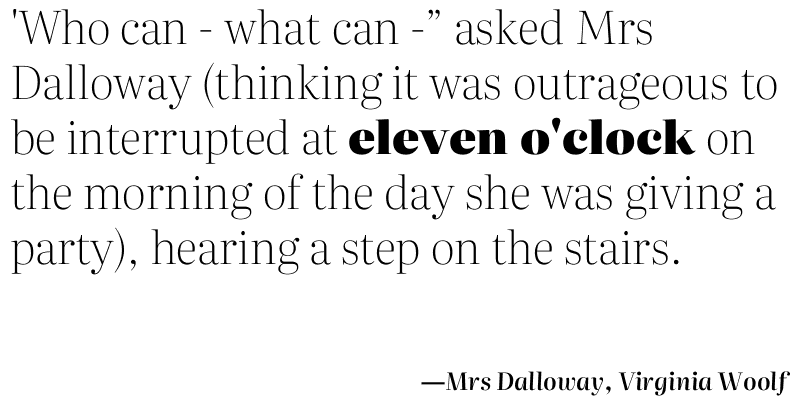 'Who can - what can -” asked Mrs
Dalloway (thinking it was outrageous to
be interrupted at eleven o'clock on
the morning of the day she was giving a
party), hearing a step on the stairs.
—Mrs Dalloway, Virginia Woolf